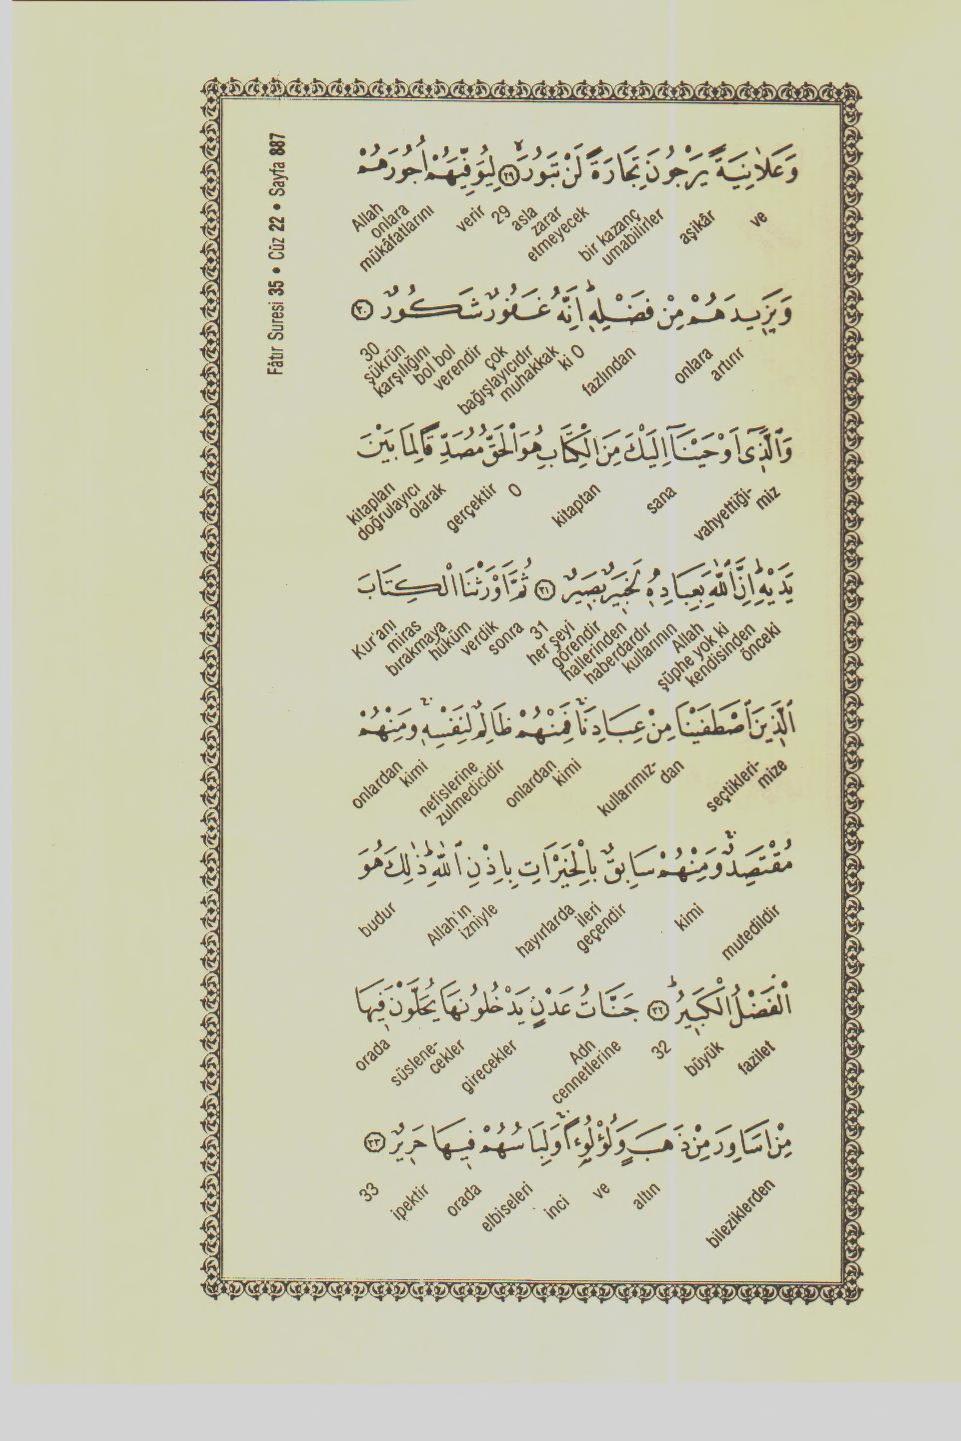 Fâtır Suresi 35 • Cüz 22 • Sayfa 887
وَعَلَانِيَةً يَرْجُونَ تِجَارَةً لَنْ تَبُورَۙ ﴿٢٩﴾ لِيُوَفِّيَهُمْ اُجُورَهُمْ
ve aşikâr bir kazanç umabilirler asla zarar etmeyecek 29 verir Allah onlara mükâfatlarını
وَيَزِيدَهُمْ مِنْ فَضْلِهٖۜ اِنَّهُ غَفُورٌ شَكُورٌ ﴿٣٠﴾
onlara artırır fazlından ki O muhakkak çok bağışlayıcıdır şükrün karşılığını bol bol verendir 30
وَالَّذٖٓى اَوْحَيْنَٓا اِلَيْكَ مِنَ الْكِتَابِ هُوَ الْحَقُّ مُصَدِّقًا لِمَا بَيْنَ
vahyettiği- miz sana kitaptan O gerçektir kitapları doğrulayıcı olarak
يَدَيْهِۜ اِنَّ اللّٰهَ بِعِبَادِهٖ لَخَبٖيرٌ بَصٖيرٌ ﴿٣١﴾ ثُمَّ اَوْرَثْنَا الْكِتَابَ
kendisinden önceki şüphe yok ki Allah kullarının hallerinden haberdardır her şeyi görendir 31 sonra verdik hüküm bırakmaya miras Kur'anı
اَلَّذٖينَ اصْطَفَيْنَا مِنْ عِبَادِنَاۚ فَمِنْهُمْ ظَالِمٌ لِنَفْسِهٖۚ وَمِنْهُمْ
seçtikleri- mize kullarımız- dan onlardan kimi nefislerine zulmedicidir onlardan kimi
مُقْتَصِدٌۚ وَمِنْهُمْ سَابِقٌ بِالْخَيْرَاتِ بِاِذْنِ اللّٰهِۜ ذٰلِكَ هُوَ
mutedildir kimi hayırlarda ileri geçendir Allah'ın izniyle budur
الْفَضْلُ الْكَبٖيرُۜ ﴿٣٢﴾ جَنَّاتُ عَدْنٍ يَدْخُلُونَهَا يُحَلَّوْنَ فٖيهَا
fazilet büyük 32 Adn cennetlerine girecekler süslene- cekler orada
مِنْ اَسَاوِرَ مِنْ ذَهَبٍ وَلُؤْلُؤًاۚ وَلِبَاسُهُمْ فٖيهَا حَرٖيرٌ ﴿٣٣﴾
bileziklerden altın ve inci elbiseleri orada ipektir 33